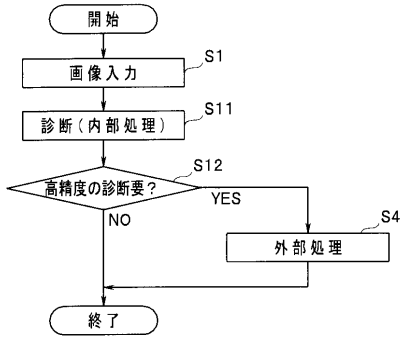 開始
S1
画像入力
S11
診断(内部処理)
S12
高精度の診断要?
YES
NO
S4
外部処理
終了